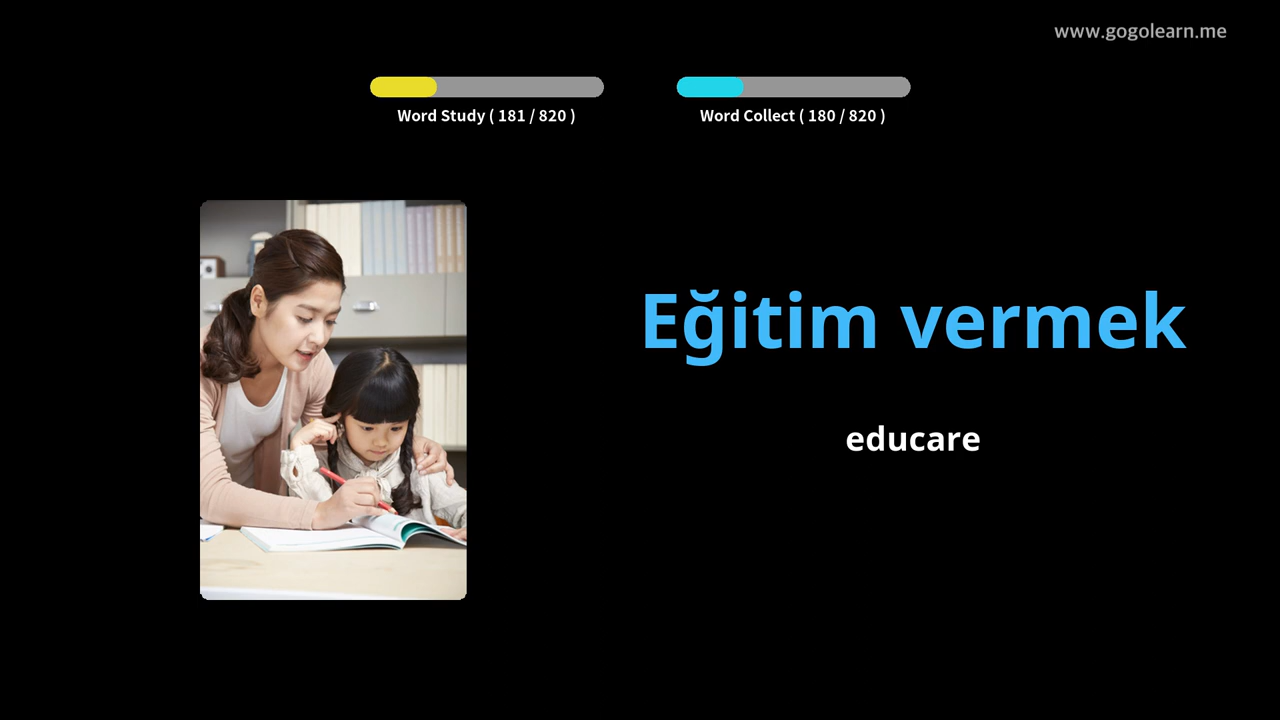 www.gogolearn.me
Word Study ( 181 / 820 )
Word Collect ( 180 / 820 )
Eğitim vermek
educare